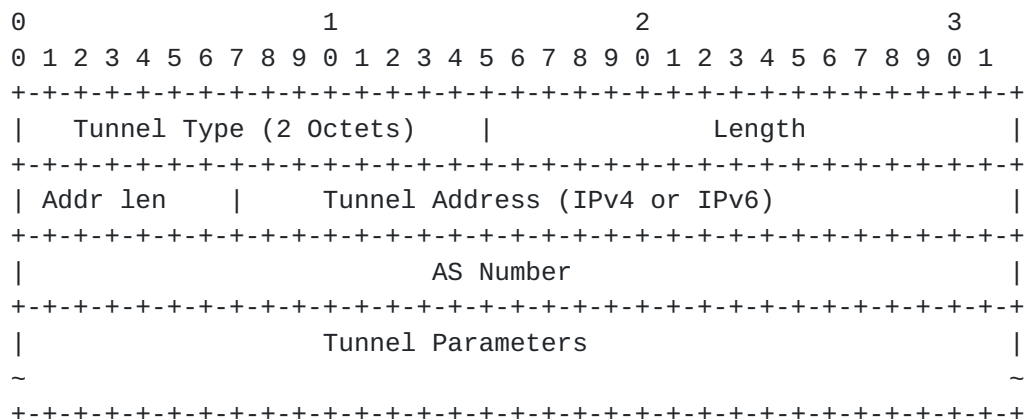 0                   1                   2                   3
0 1 2 3 4 5 6 7 8 9 0 1 2 3 4 5 6 7 8 9 0 1 2 3 4 5 6 7 8 9 0 1
+-+-+-+-+-+-+-+-+-+-+-+-+-+-+-+-+-+-+-+-+-+-+-+-+-+-+-+-+-+-+-+-+
|   Tunnel Type (2 Octets)    |              Length             |
+-+-+-+-+-+-+-+-+-+-+-+-+-+-+-+-+-+-+-+-+-+-+-+-+-+-+-+-+-+-+-+-+
| Addr len    |     Tunnel Address (IPv4 or IPv6)               |
+-+-+-+-+-+-+-+-+-+-+-+-+-+-+-+-+-+-+-+-+-+-+-+-+-+-+-+-+-+-+-+-+
|                          AS Number                            |
+-+-+-+-+-+-+-+-+-+-+-+-+-+-+-+-+-+-+-+-+-+-+-+-+-+-+-+-+-+-+-+-+
|                   Tunnel Parameters                           |
~                                                               ~
+-+-+-+-+-+-+-+-+-+-+-+-+-+-+-+-+-+-+-+-+-+-+-+-+-+-+-+-+-+-+-+-+